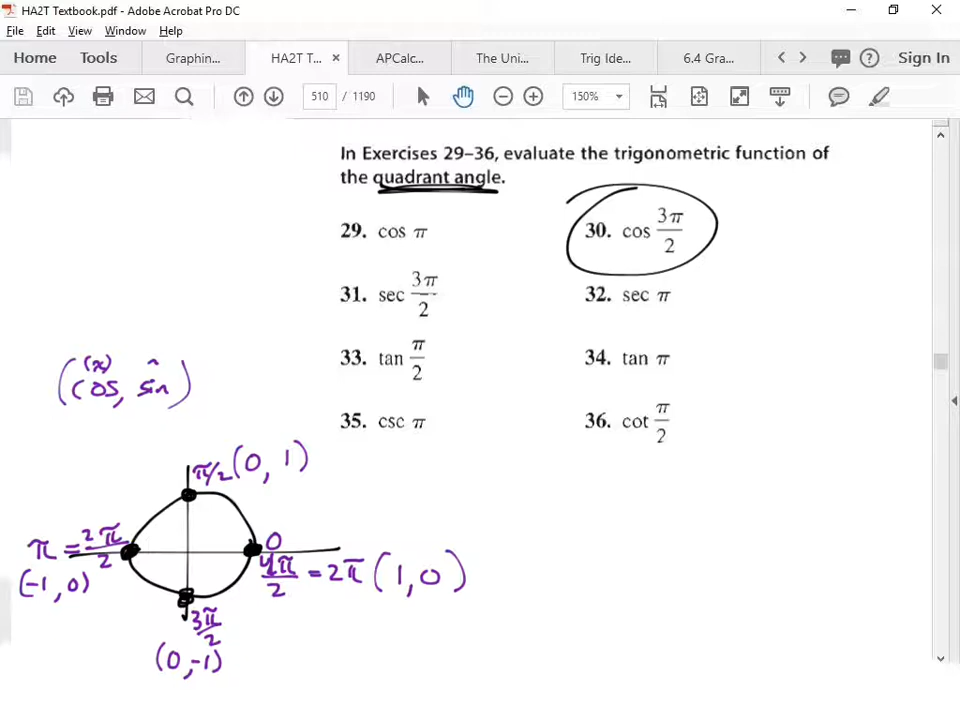 HA2T Textbook.pdf - Adobe Acrobat Pro DC
File Edit View Window Help
Home Tools Graphin... HA2T T... × APCalc... The Uni... Trig Ide... 6.4 Gra... Sign In
510 / 1190 150%
In Exercises 29–36, evaluate the trigonometric function of
the quadrant angle.
29. cos π
30. cos 3π/2
31. sec 3π/2
32. sec π
33. tan π/2
34. tan π
35. csc π
36. cot π/2
(x)
(cos, sin)
π/2 (0, 1)
π = 2π/2
(-1, 0)
0
4π/2 = 2π (1, 0)
3π/2
(0, -1)